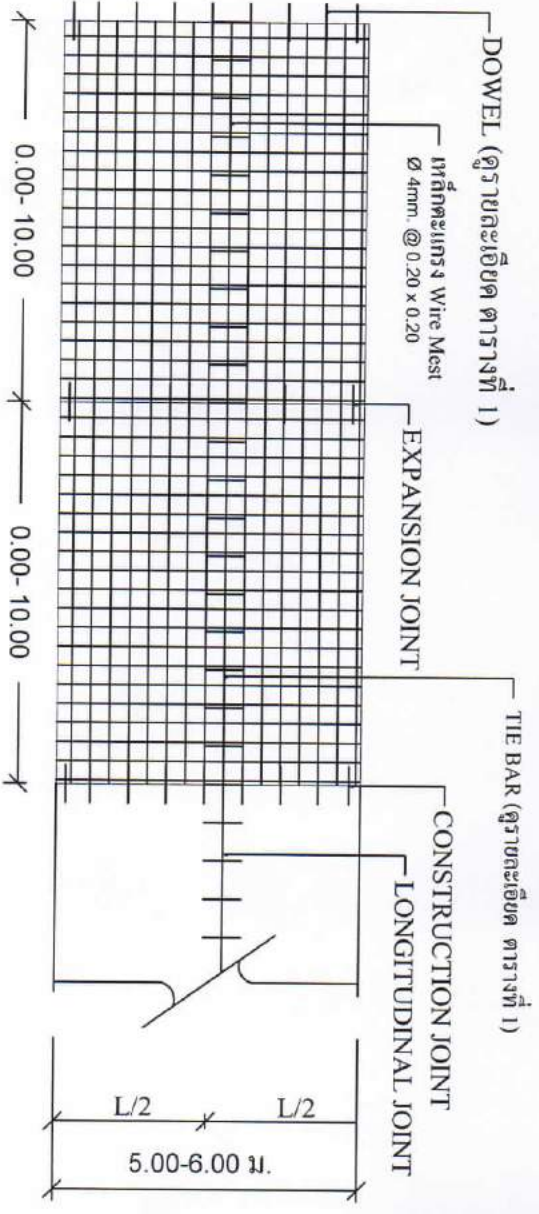 DOWEL (ดูรายละเอียด ตารางที่ 1)
เหล็กตะแกรง Wire Mest
Ø 4mm. @ 0.20 x 0.20
EXPANSION JOINT
TIE BAR (ดูรายละเอียด ตารางที่ 1)
CONSTRUCTION JOINT
LONGITUDINAL JOINT
0.00- 10.00
0.00- 10.00
L/2
L/2
5.00-6.00 ม.